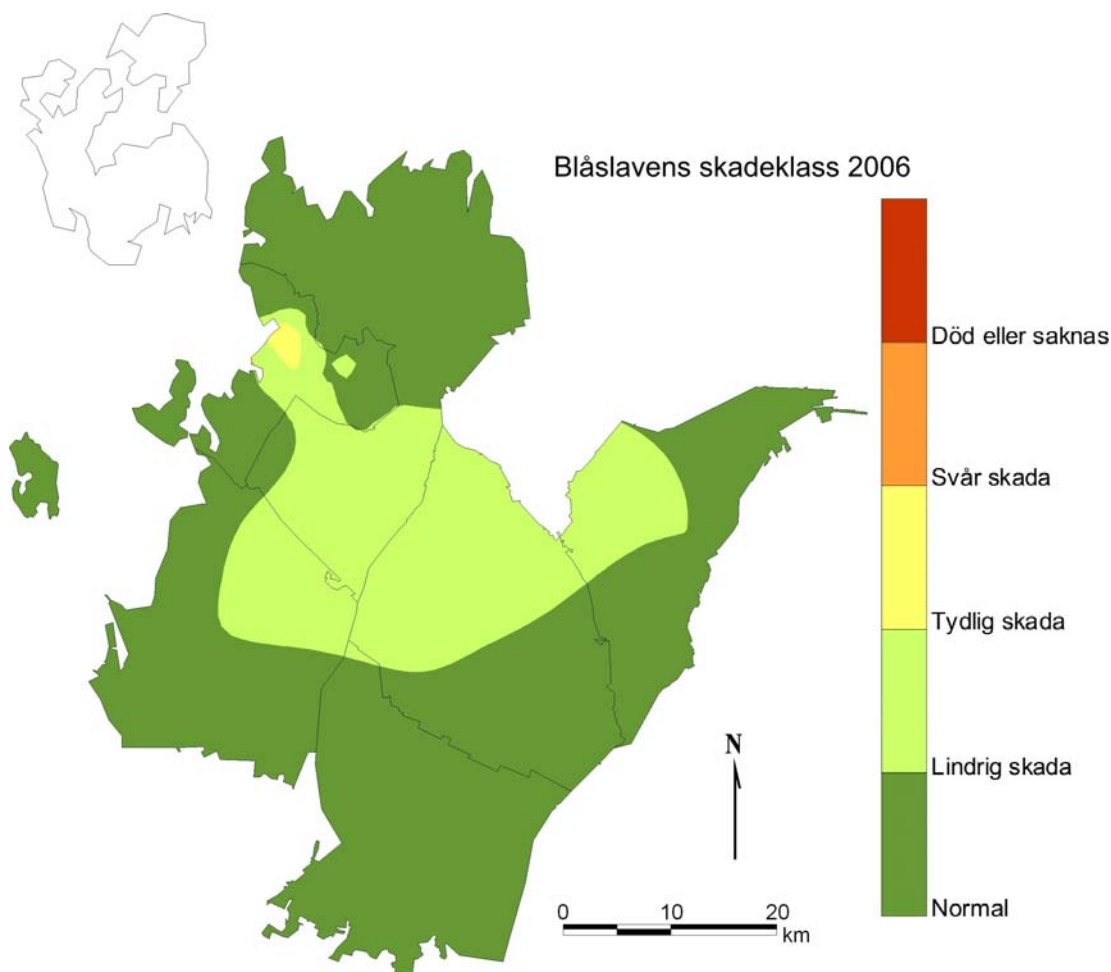 Blåslavens skadeklass 2006
Död eller saknas
Svår skada
Tydlig skada
Lindrig skada
Normal
N
0 10 20
km